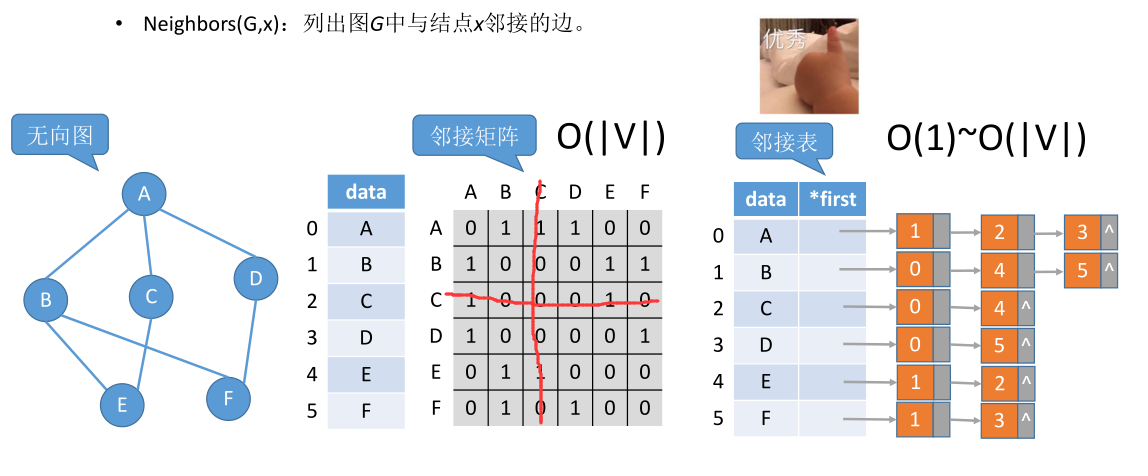 • Neighbors(G,x)：列出图G中与结点x邻接的边。
优秀
无向图
A
B
C
D
E
F
邻接矩阵
O(|V|)
data
0 A
1 B
2 C
3 D
4 E
5 F
A B C D E F
A 0 1 1 1 0 0
B 1 0 0 0 1 1
C 1 0 0 0 1 0
D 1 0 0 0 0 1
E 0 1 1 0 0 0
F 0 1 0 1 0 0
邻接表
O(1)~O(|V|)
data *first
0 A 1 2 3 ^
1 B 0 4 5 ^
2 C 0 4 ^
3 D 0 5 ^
4 E 1 2 ^
5 F 1 3 ^